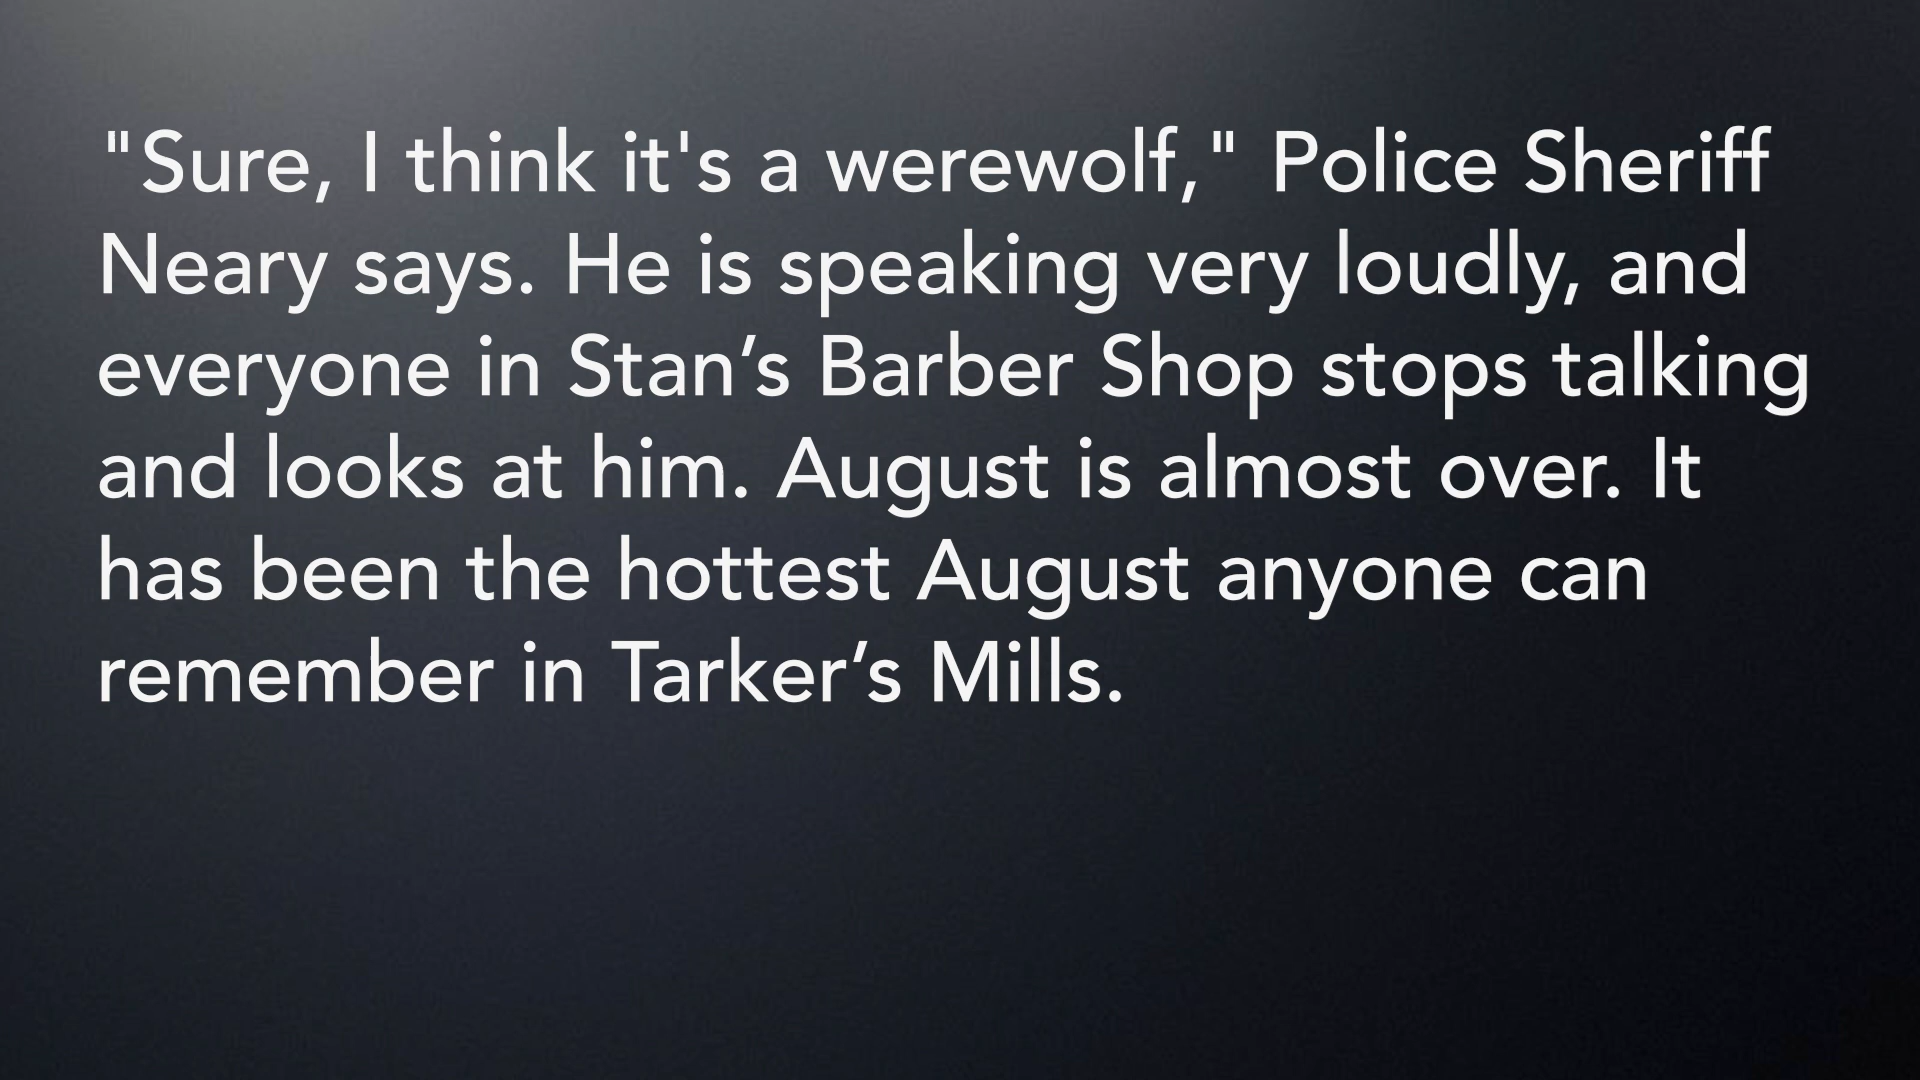 "Sure, I think it's a werewolf," Police Sheriff
Neary says. He is speaking very loudly, and
everyone in Stan’s Barber Shop stops talking
and looks at him. August is almost over. It
has been the hottest August anyone can
remember in Tarker’s Mills.